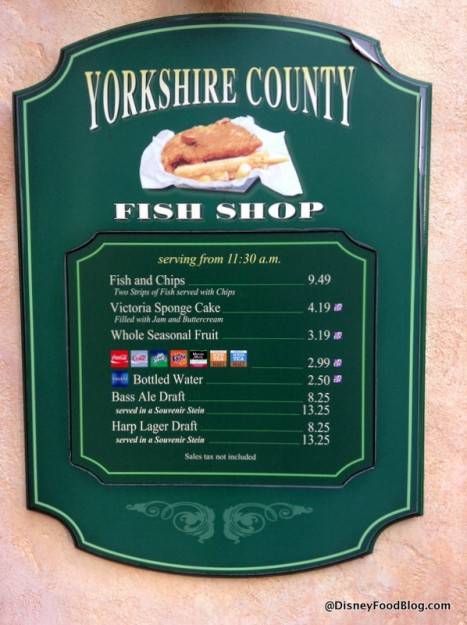 YORKSHIRE COUNTY
FISH SHOP
serving from 11:30 a.m.
Fish and Chips 9.49
Two Strips of Fish served with Chips
Victoria Sponge Cake 4.19
Filled with Jam and Buttercream
Whole Seasonal Fruit 3.19
Coca-Cola 2.99
Bottled Water 2.50
Bass Ale Draft 8.25
served in a Souvenir Stein 13.25
Harp Lager Draft 8.25
served in a Souvenir Stein 13.25
Sales tax not included
@DisneyFoodBlog.com